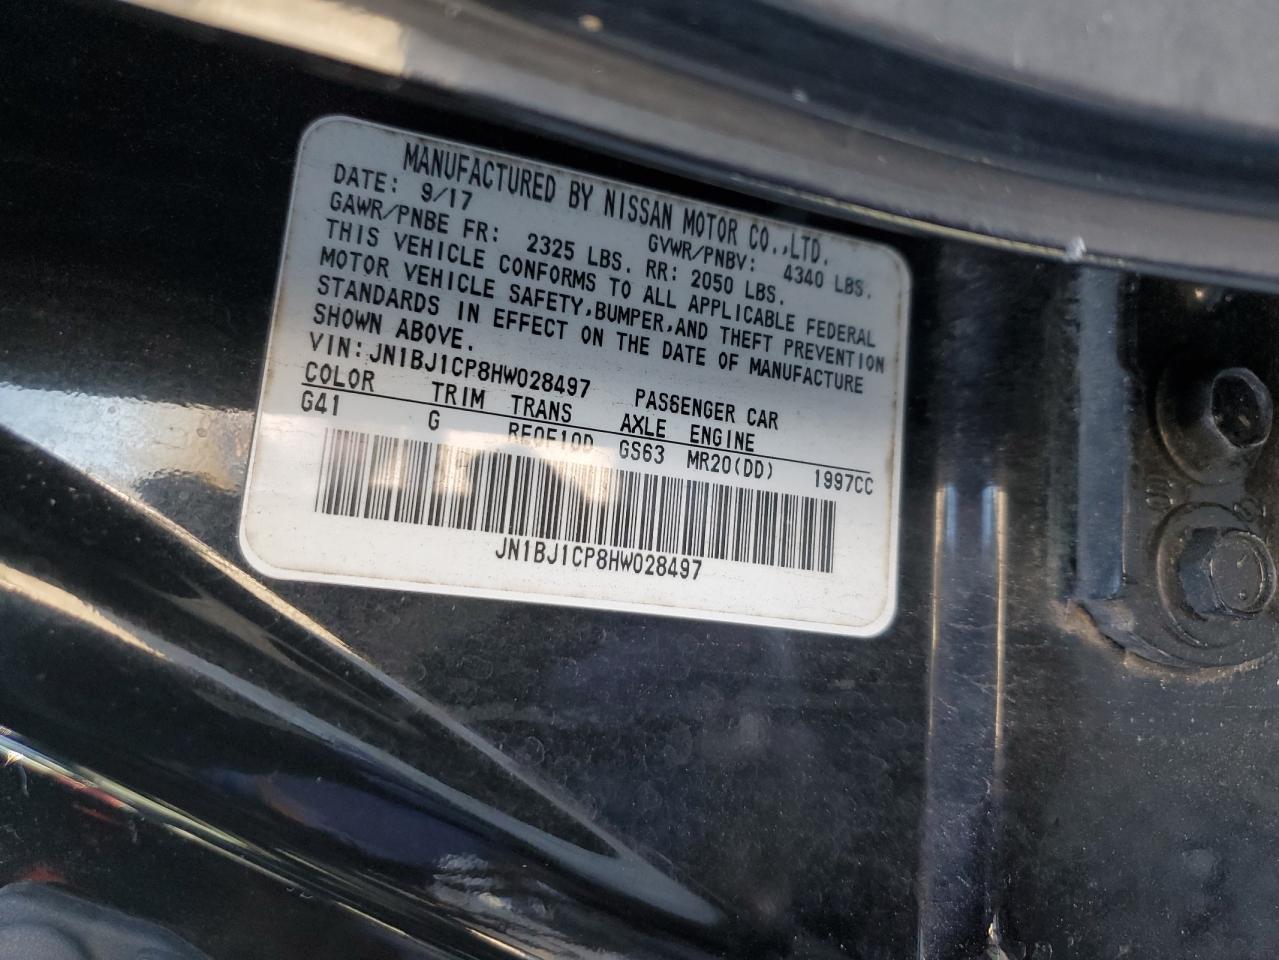 MANUFACTURED BY NISSAN MOTOR CO.,LTD.
DATE: 9/17 GVWR/PNBV: 4340 LBS.
GAWR/PNBE FR: 2325 LBS. RR: 2050 LBS.
THIS VEHICLE CONFORMS TO ALL APPLICABLE FEDERAL
MOTOR VEHICLE SAFETY,BUMPER,AND THEFT PREVENTION
STANDARDS IN EFFECT ON THE DATE OF MANUFACTURE
SHOWN ABOVE.
VIN: JN1BJ1CP8HW028497 PASSENGER CAR
COLOR TRIM TRANS AXLE ENGINE
G41 G RE0F10D GS63 MR20(DD) 1997CC
JN1BJ1CP8HW028497